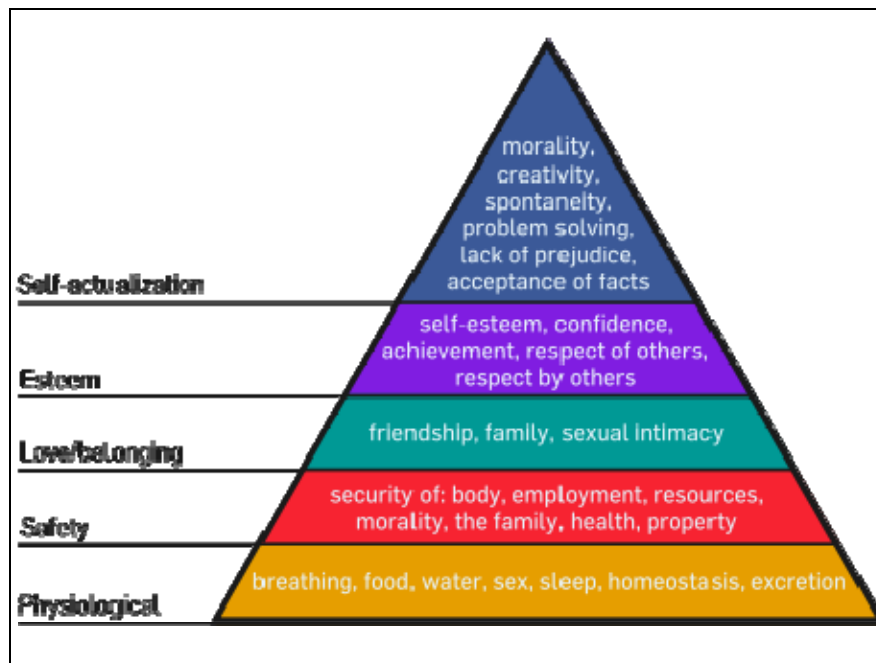 morality,
creativity,
spontaneity,
problem solving,
lack of prejudice,
acceptance of facts
Self-actualization
self-esteem, confidence,
achievement, respect of others,
respect by others
Esteem
friendship, family, sexual intimacy
Love/belonging
security of: body, employment, resources,
morality, the family, health, property
Safety
breathing, food, water, sex, sleep, homeostasis, excretion
Physiological